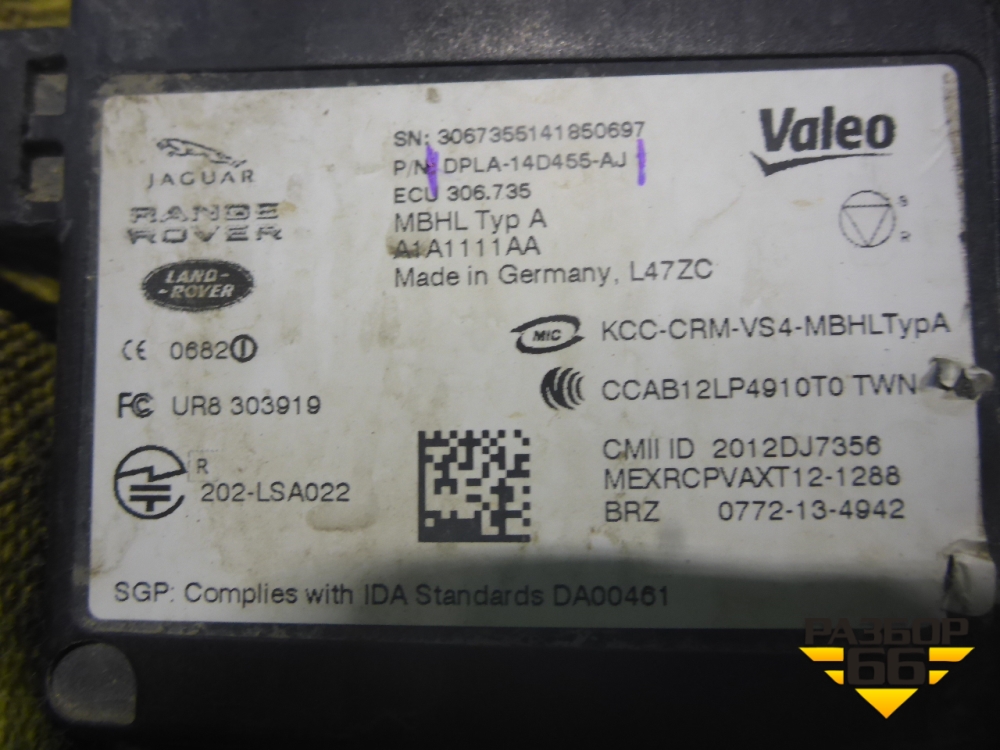 SN: 3067355141850697
P/N: DPLA-14D455-AJ
ECU 306.735
MBHL Typ A
A1A1111AA
Made in Germany, L47ZC
Valeo
JAGUAR
RANGE
ROVER
LAND-
-ROVER
S
R
CE 0682
MIC KCC-CRM-VS4-MBHLTypA
CCAB12LP4910T0 TWN
FC UR8 303919
R
202-LSA022
CMII ID 2012DJ7356
MEXRCPVAXT12-1288
BRZ 0772-13-4942
SGP: Complies with IDA Standards DA00461
РАЗБОР
66